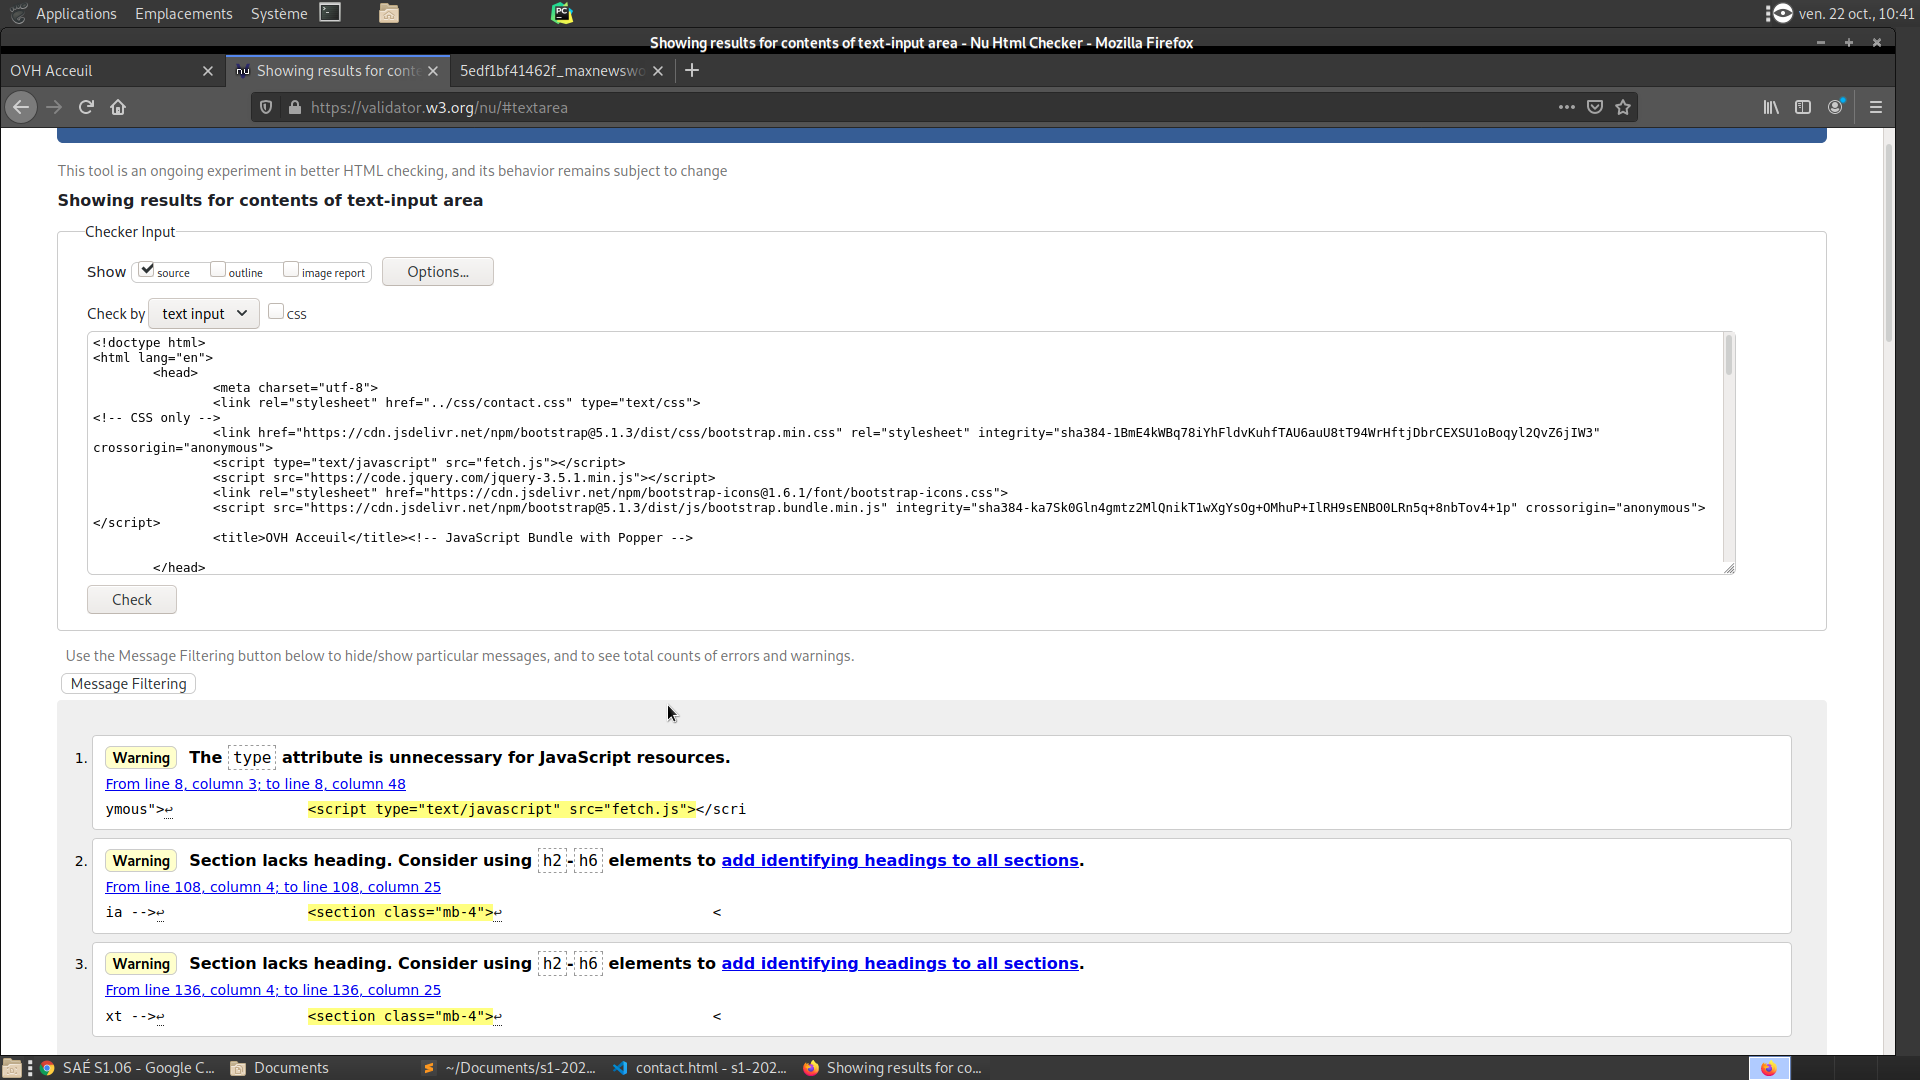 Applications Emplacements Système ven. 22 oct., 10:41
Showing results for contents of text-input area - Nu Html Checker - Mozilla Firefox
OVH Acceuil Showing results for conte 5edf1bf41462f_maxnewswo
https://validator.w3.org/nu/#textarea
This tool is an ongoing experiment in better HTML checking, and its behavior remains subject to change
Showing results for contents of text-input area
Checker Input
Show source outline image report Options...
Check by text input css
<!doctype html>
<html lang="en">
<head>
<meta charset="utf-8">
<link rel="stylesheet" href="../css/contact.css" type="text/css">
<!-- CSS only -->
<link href="https://cdn.jsdelivr.net/npm/bootstrap@5.1.3/dist/css/bootstrap.min.css" rel="stylesheet" integrity="sha384-1BmE4kWBq78iYhFldvKuhfTAU6auU8tT94WrHftjDbrCEXSU1oBoqyl2QvZ6jIW3"
crossorigin="anonymous">
<script type="text/javascript" src="fetch.js"></script>
<script src="https://code.jquery.com/jquery-3.5.1.min.js"></script>
<link rel="stylesheet" href="https://cdn.jsdelivr.net/npm/bootstrap-icons@1.6.1/font/bootstrap-icons.css">
<script src="https://cdn.jsdelivr.net/npm/bootstrap@5.1.3/dist/js/bootstrap.bundle.min.js" integrity="sha384-ka7Sk0Gln4gmtz2MlQnikT1wXgYsOg+OMhuP+IlRH9sENBO0LRn5q+8nbTov4+1p" crossorigin="anonymous">
</script>
<title>OVH Acceuil</title><!-- JavaScript Bundle with Popper -->
</head>
Check
Use the Message Filtering button below to hide/show particular messages, and to see total counts of errors and warnings.
Message Filtering
1. Warning The type attribute is unnecessary for JavaScript resources.
From line 8, column 3; to line 8, column 48
ymous">↩ <script type="text/javascript" src="fetch.js"></scri
2. Warning Section lacks heading. Consider using h2-h6 elements to add identifying headings to all sections.
From line 108, column 4; to line 108, column 25
ia -->↩ <section class="mb-4">↩ <
3. Warning Section lacks heading. Consider using h2-h6 elements to add identifying headings to all sections.
From line 136, column 4; to line 136, column 25
xt -->↩ <section class="mb-4">↩ <
SAÉ S1.06 - Google C... Documents ~/Documents/s1-202... contact.html - s1-202... Showing results for co...